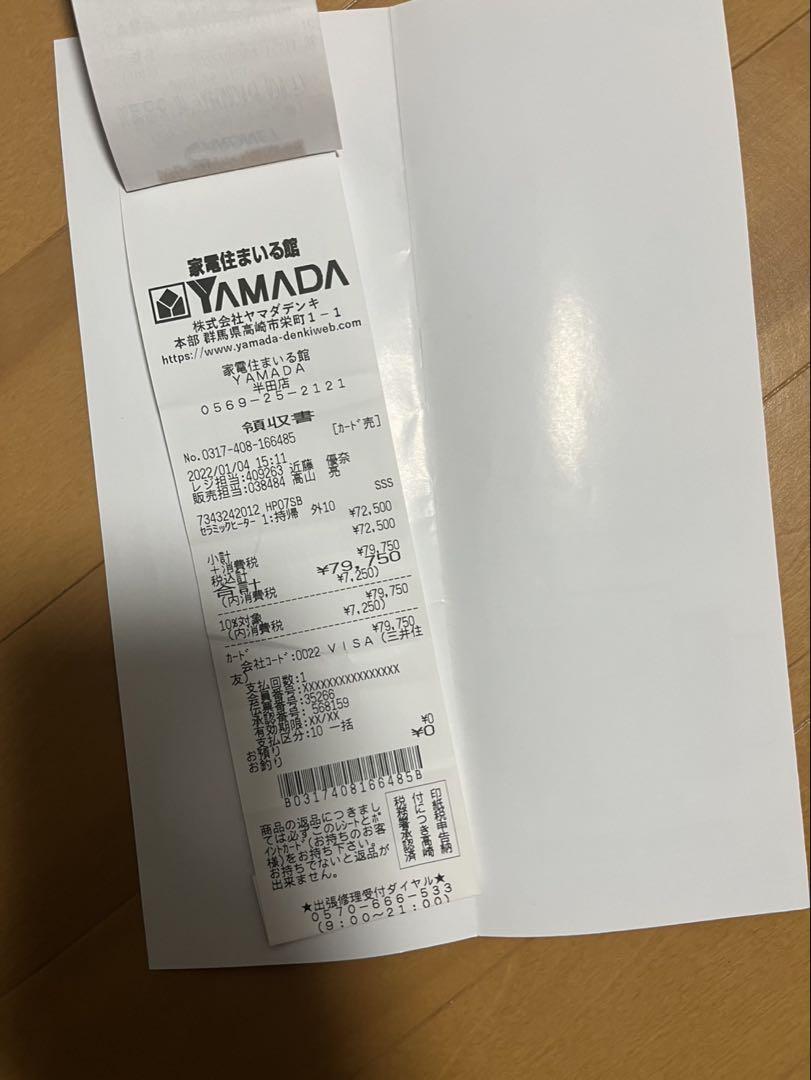 家電住まいる館
YAMADA
株式会社ヤマダデンキ
本部 群馬県高崎市栄町1-1
https://www.yamada-denkiweb.com
家電住まいる館
YAMADA
半田店
0569-25-2121
領収書
[カード売]
No.0317-408-166485
2022/01/04 15:11
レジ担当:409263 近藤 優奈
販売担当:038484 高山 亮
SSS
7343242012 HP07SB ¥72,500
セラミックヒーター 1:持帰 外10
小計 ¥72,500
+消費税
税込計 ¥79,750
合計 ¥79,750
(内消費税 ¥7,250)
10%対象 ¥79,750
(内消費税 ¥7,250)
カード ¥79,750
会社コード:0022 VISA(三井住
友)
支払回数:1
会員番号:XXXXXXXXXXXXXXXX
伝票番号:35266
承認番号: 568159
有効期限:XX/XX
支払区分:10 一括
お預り ¥0
お釣り ¥0
B0317408166485B
商品の返品につきまし
ては必ずこのレシートとポ
イントカード(お持ちのお客
様)をお持ち下さい。
お持ちでないと返品が
出来ません。
印紙税申告納
付につき高崎
税務署承認済
★出張修理受付ダイヤル★
0570-666-533
(9:00~21:00)